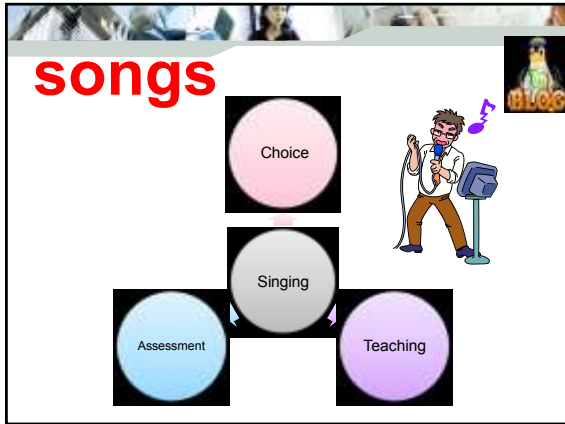 songs
BLOG
Choice
Singing
Assessment
Teaching